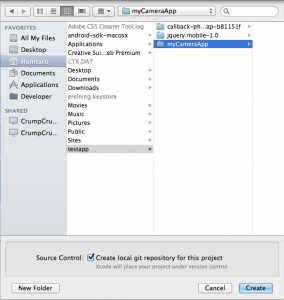 myCameraApp
FAVORITES
All My Files
Desktop
Hamtaro
Documents
Applications
Developer
SHARED
CrumpCru...
CrumpCru...
Adobe CSS Cleaner Tool.log
android-sdk-macosx
Applications
Creative Sui...eb Premium
CTX.DAT
Desktop
Documents
Downloads
ereining.keystore
Movies
Music
Pictures
Public
Sites
testapp
callback-ph...ap-b81151f
jquery.mobile-1.0
myCameraApp
Source Control:
Create local git repository for this project
Xcode will place your project under version control
New Folder
Cancel
Create